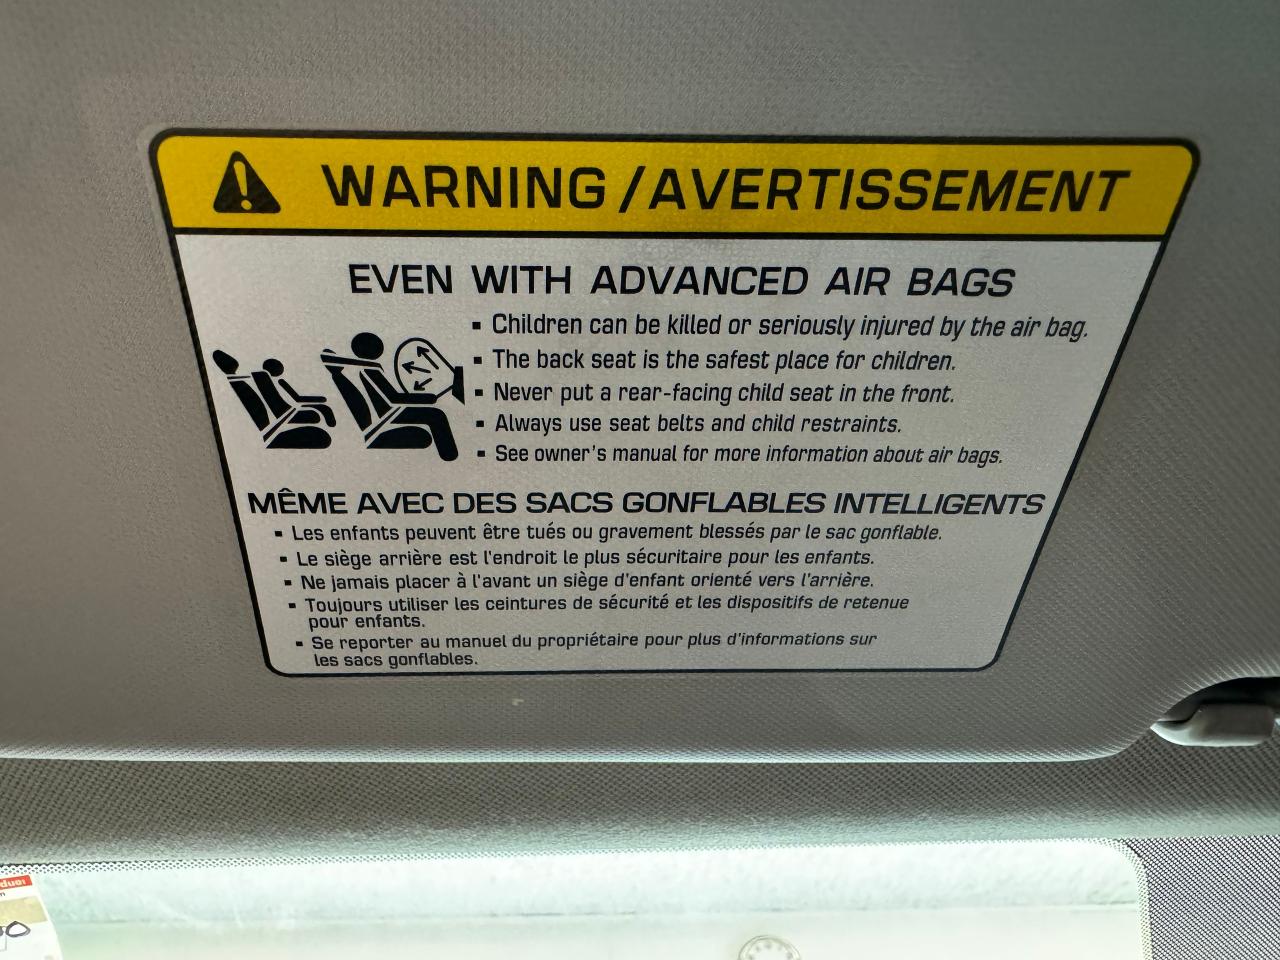 WARNING/AVERTISSEMENT
EVEN WITH ADVANCED AIR BAGS
▪ Children can be killed or seriously injured by the air bag.
▪ The back seat is the safest place for children.
▪ Never put a rear-facing child seat in the front.
▪ Always use seat belts and child restraints.
▪ See owner's manual for more information about air bags.
MÊME AVEC DES SACS GONFLABLES INTELLIGENTS
▪ Les enfants peuvent être tués ou gravement blessés par le sac gonflable.
▪ Le siège arrière est l'endroit le plus sécuritaire pour les enfants.
▪ Ne jamais placer à l'avant un siège d'enfant orienté vers l'arrière.
▪ Toujours utiliser les ceintures de sécurité et les dispositifs de retenue
pour enfants.
▪ Se reporter au manuel du propriétaire pour plus d'informations sur
les sacs gonflables.